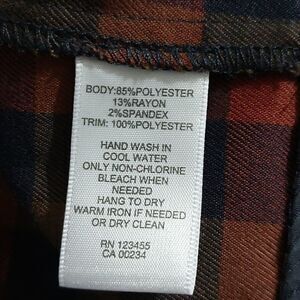 BODY:85%POLYESTER
13%RAYON
2%SPANDEX
TRIM: 100%POLYESTER
HAND WASH IN
COOL WATER
ONLY NON-CHLORINE
BLEACH WHEN
NEEDED
HANG TO DRY
WARM IRON IF NEEDED
OR DRY CLEAN
RN 123455
CA 00234